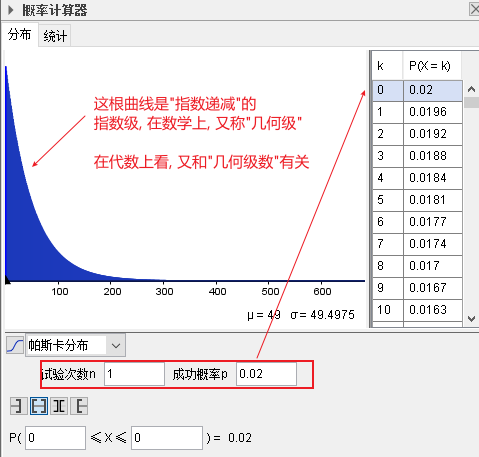 概率计算器
分布 统计
这根曲线是"指数递减"的
指数级, 在数学上, 又称"几何级"
在代数上看, 又和"几何级数"有关
k P(X = k)
0 0.02
1 0.0196
2 0.0192
3 0.0188
4 0.0184
5 0.0181
6 0.0177
7 0.0174
8 0.017
9 0.0167
10 0.0163
100 200 300 400 500 600
μ = 49 σ = 49.4975
帕斯卡分布
试验次数n 1 成功概率p 0.02
P( 0 ≤ X ≤ 0 ) = 0.02